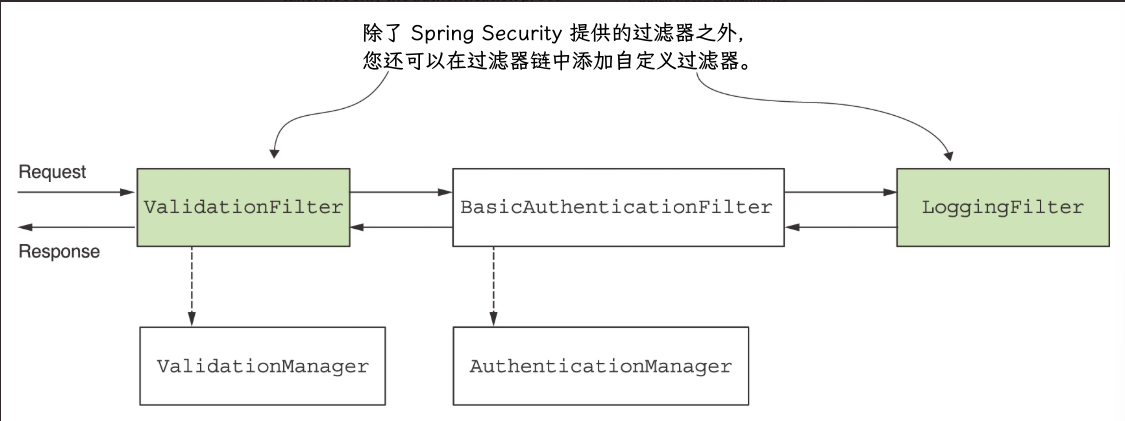 除了 Spring Security 提供的过滤器之外,
您还可以在过滤器链中添加自定义过滤器。
Request
Response
ValidationFilter
BasicAuthenticationFilter
LoggingFilter
ValidationManager
AuthenticationManager